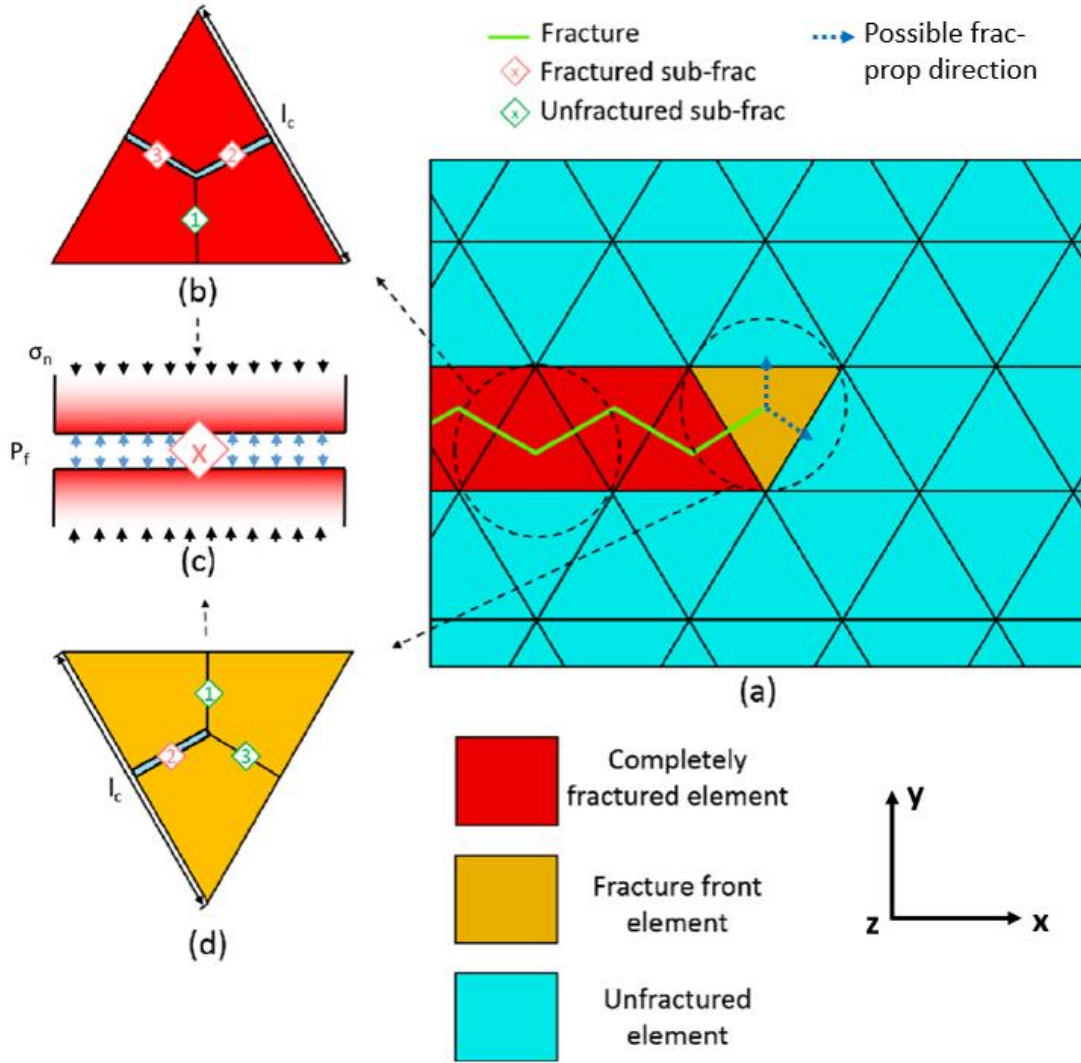 Fracture
Fractured sub-frac
Unfractured sub-frac
Possible frac-
prop direction
x
x
l_c
3
2
1
(b)
σ_n
P_f
X
(c)
1
2
3
l_c
(d)
(a)
Completely
fractured element
Fracture front
element
Unfractured
element
y
z
x